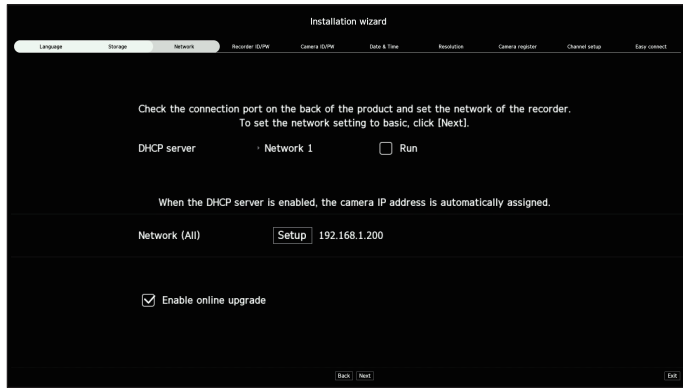 Installation wizard
Language Storage Network Recorder ID/PW Camera ID/PW Date & Time Resolution Camera register Channel setup Easy connect
Check the connection port on the back of the product and set the network of the recorder.
To set the network setting to basic, click [Next].
DHCP server Network 1 Run
When the DHCP server is enabled, the camera IP address is automatically assigned.
Network (All) Setup 192.168.1.200
Enable online upgrade
Back Next Exit